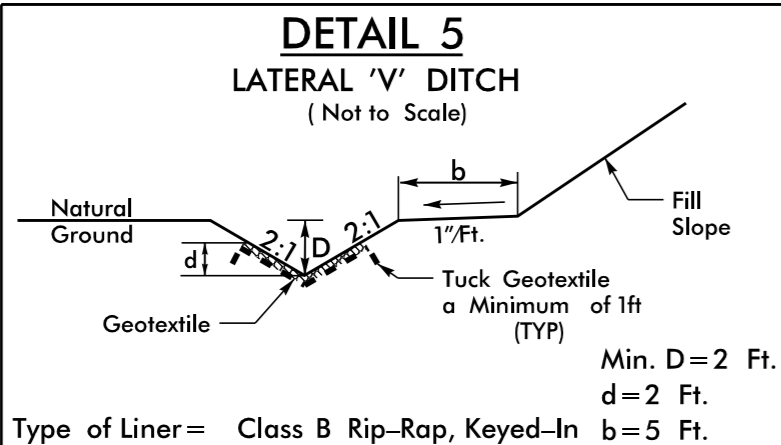 DETAIL 5
LATERAL 'V' DITCH
( Not to Scale)
Natural
Ground
d
2:1
D
2:1
b
1"/Ft.
Fill
Slope
Geotextile
Tuck Geotextile
a Minimum of 1ft
(TYP)
Min. D=2 Ft.
d=2 Ft.
Type of Liner= Class B Rip-Rap, Keyed-In b=5 Ft.